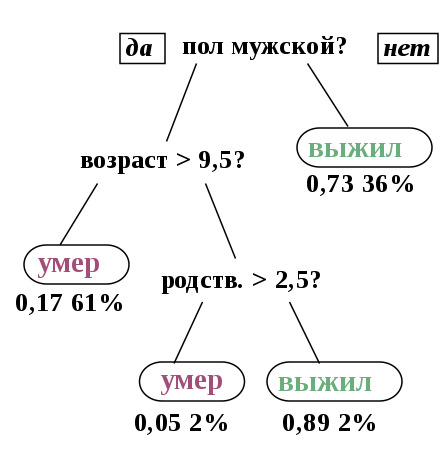 да пол мужской? нет
возраст > 9,5?
выжил
0,73 36%
умер
0,17 61%
родств. > 2,5?
умер
0,05 2%
выжил
0,89 2%